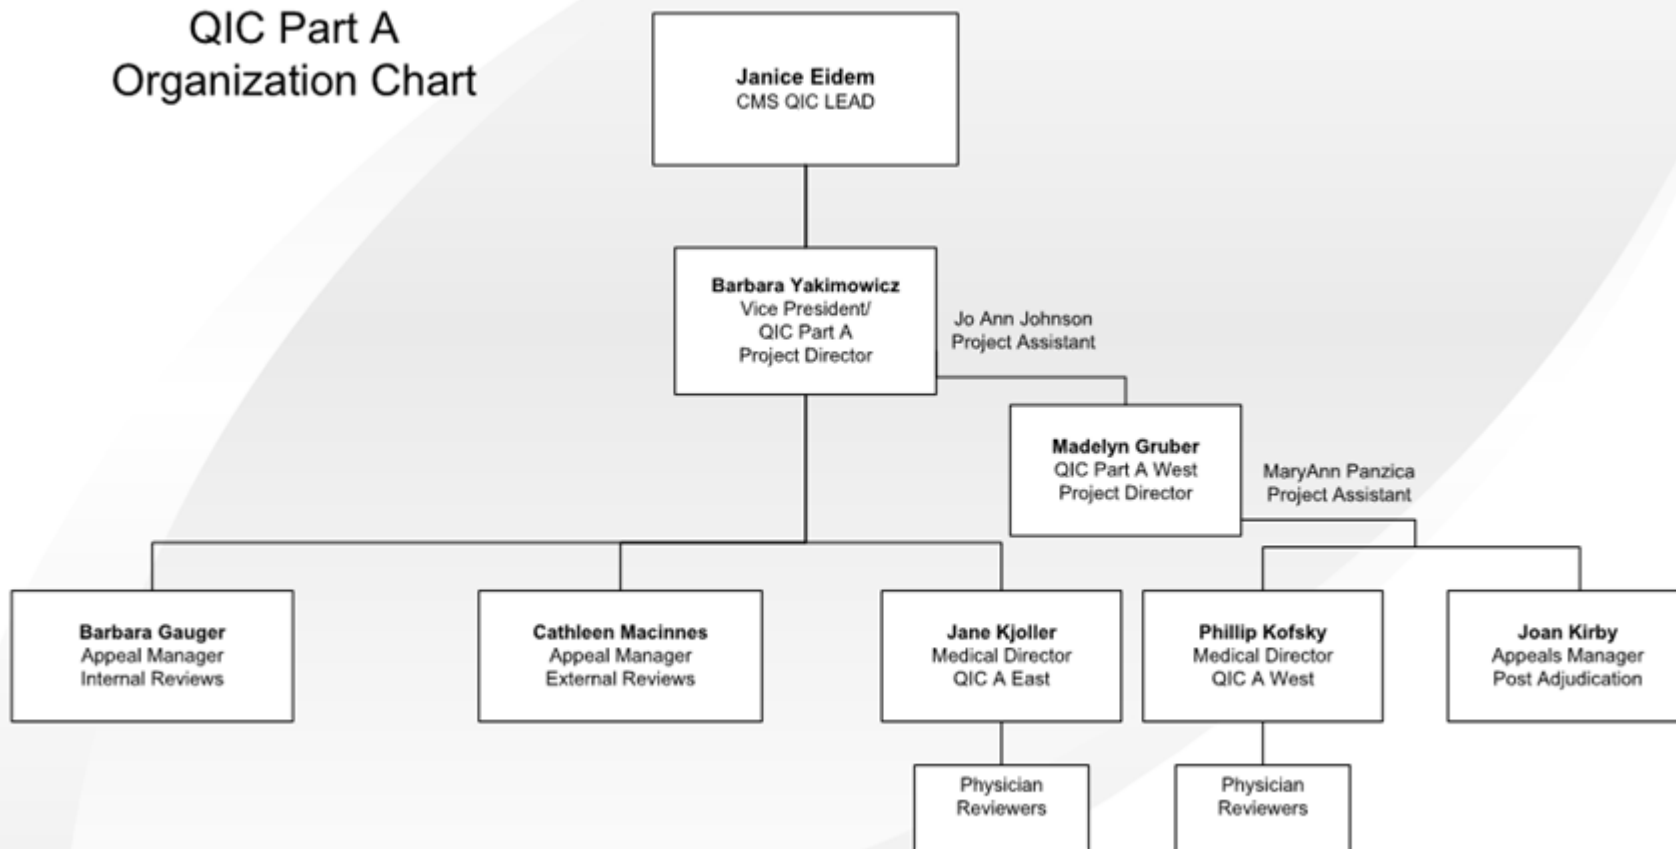 QIC Part A
Organization Chart
Janice Eidem
CMS QIC LEAD
Barbara Yakimowicz
Vice President/
QIC Part A
Project Director
Jo Ann Johnson
Project Assistant
Madelyn Gruber
QIC Part A West
Project Director
MaryAnn Panzica
Project Assistant
Barbara Gauger
Appeal Manager
Internal Reviews
Cathleen Macinnes
Appeal Manager
External Reviews
Jane Kjoller
Medical Director
QIC A East
Phillip Kofsky
Medical Director
QIC A West
Joan Kirby
Appeals Manager
Post Adjudication
Physician
Reviewers
Physician
Reviewers